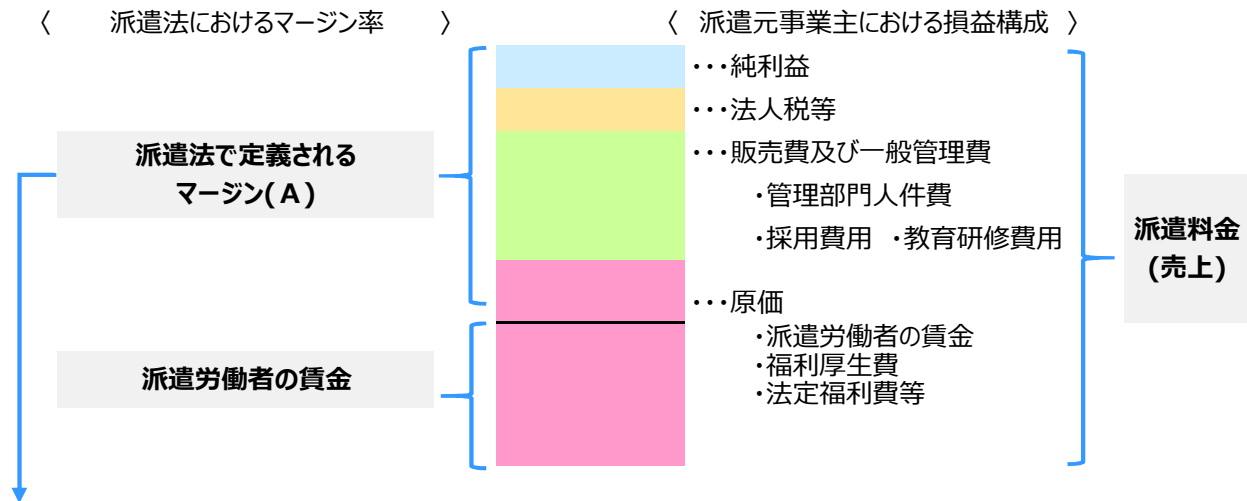 〈 派遣法におけるマージン率 〉
〈 派遣元事業主における損益構成 〉
・・・純利益
・・・法人税等
・・・販売費及び一般管理費
・管理部門人件費
・採用費用 ・教育研修費用
・・・原価
・派遣労働者の賃金
・福利厚生費
・法定福利費等
派遣法で定義される
マージン(A)
派遣労働者の賃金
派遣料金
(売上)